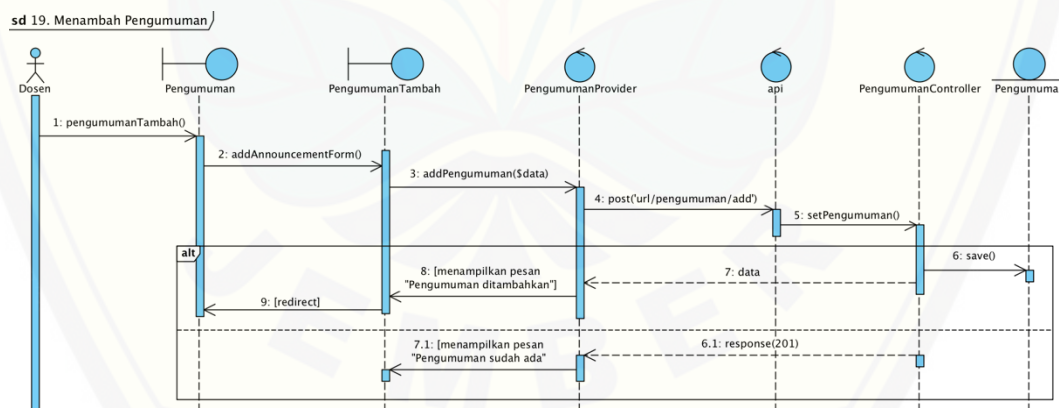 sd 19. Menambah Pengumuman
Dosen
Pengumuman
PengumumanTambah
PengumumanProvider
api
PengumumanController
Pengumuma
1: pengumumanTambah()
2: addAnnouncementForm()
3: addPengumuman($data)
4: post('url/pengumuman/add')
5: setPengumuman()
alt
6: save()
7: data
8: [menampilkan pesan
"Pengumuman ditambahkan"]
9: [redirect]
6.1: response(201)
7.1: [menampilkan pesan
"Pengumuman sudah ada"
JEMBER